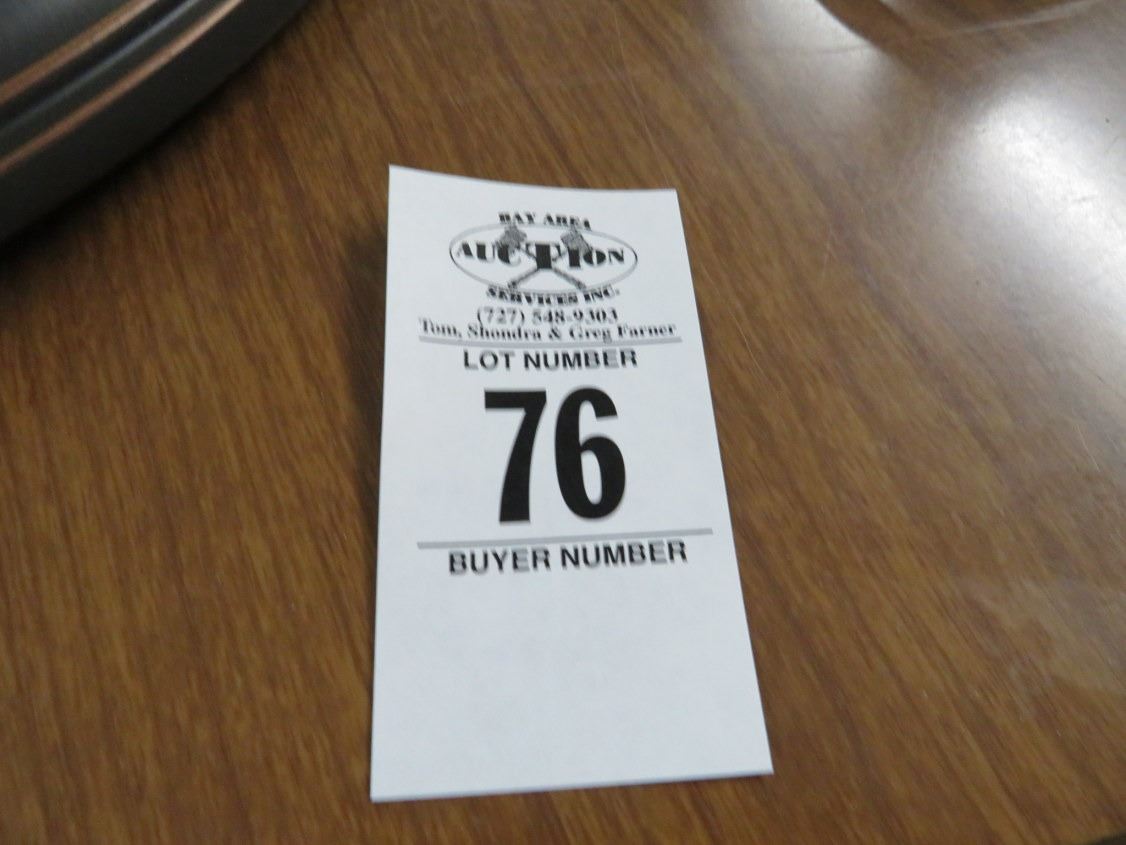 BAY AREA
AUCTION
SERVICES INC.
(727) 548-9303
Tom, Shondra & Greg Farner
LOT NUMBER
76
BUYER NUMBER